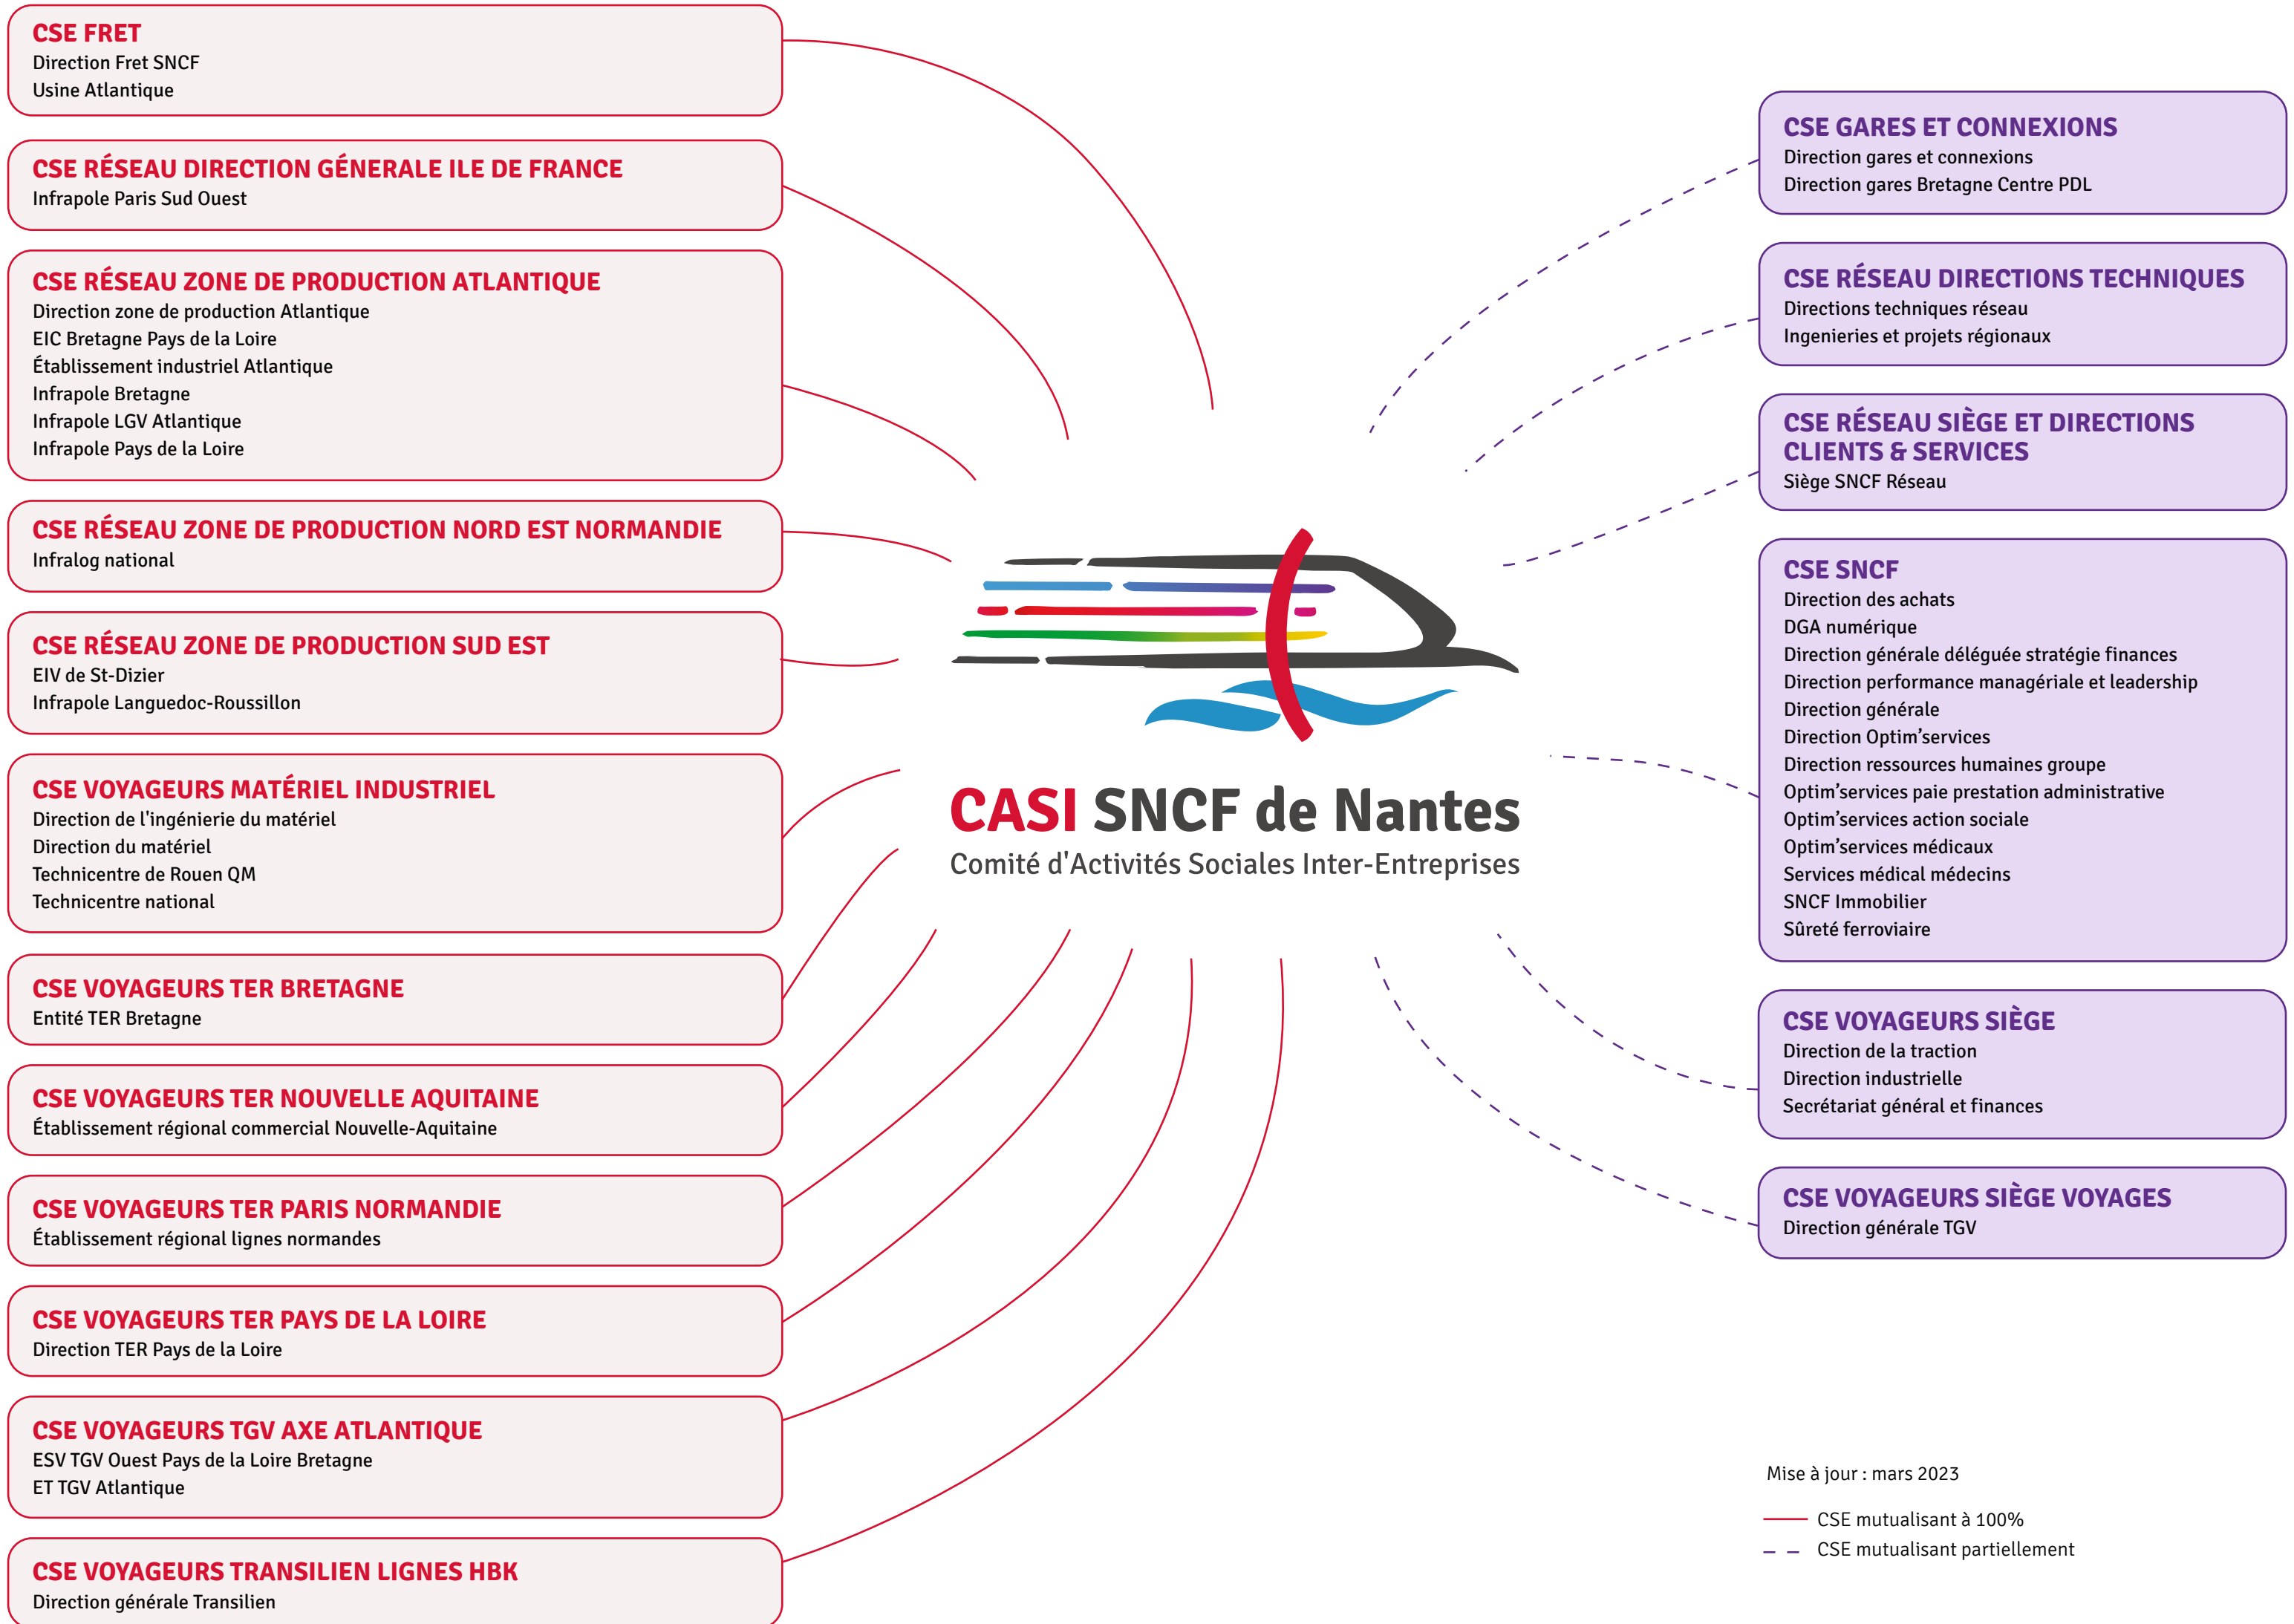 CSE FRET
Direction Fret SNCF
Usine Atlantique
CSE RÉSEAU DIRECTION GÉNERALE ILE DE FRANCE
Infrapole Paris Sud Ouest
CSE RÉSEAU ZONE DE PRODUCTION ATLANTIQUE
Direction zone de production Atlantique
EIC Bretagne Pays de la Loire
Établissement industriel Atlantique
Infrapole Bretagne
Infrapole LGV Atlantique
Infrapole Pays de la Loire
CSE RÉSEAU ZONE DE PRODUCTION NORD EST NORMANDIE
Infralog national
CSE RÉSEAU ZONE DE PRODUCTION SUD EST
EIV de St-Dizier
Infrapole Languedoc-Roussillon
CSE VOYAGEURS MATÉRIEL INDUSTRIEL
Direction de l'ingénierie du matériel
Direction du matériel
Technicentre de Rouen QM
Technicentre national
CSE VOYAGEURS TER BRETAGNE
Entité TER Bretagne
CSE VOYAGEURS TER NOUVELLE AQUITAINE
Établissement régional commercial Nouvelle-Aquitaine
CSE VOYAGEURS TER PARIS NORMANDIE
Établissement régional lignes normandes
CSE VOYAGEURS TER PAYS DE LA LOIRE
Direction TER Pays de la Loire
CSE VOYAGEURS TGV AXE ATLANTIQUE
ESV TGV Ouest Pays de la Loire Bretagne
ET TGV Atlantique
CSE VOYAGEURS TRANSILIEN LIGNES HBK
Direction générale Transilien
CASI SNCF de Nantes
Comité d'Activités Sociales Inter-Entreprises
CSE GARES ET CONNEXIONS
Direction gares et connexions
Direction gares Bretagne Centre PDL
CSE RÉSEAU DIRECTIONS TECHNIQUES
Directions techniques réseau
Ingenieries et projets régionaux
CSE RÉSEAU SIÈGE ET DIRECTIONS
CLIENTS & SERVICES
Siège SNCF Réseau
CSE SNCF
Direction des achats
DGA numérique
Direction générale déléguée stratégie finances
Direction performance managériale et leadership
Direction générale
Direction Optim’services
Direction ressources humaines groupe
Optim’services paie prestation administrative
Optim’services action sociale
Optim’services médicaux
Services médical médecins
SNCF Immobilier
Sûreté ferroviaire
CSE VOYAGEURS SIÈGE
Direction de la traction
Direction industrielle
Secrétariat général et finances
CSE VOYAGEURS SIÈGE VOYAGES
Direction générale TGV
Mise à jour : mars 2023
CSE mutualisant à 100%
CSE mutualisant partiellement